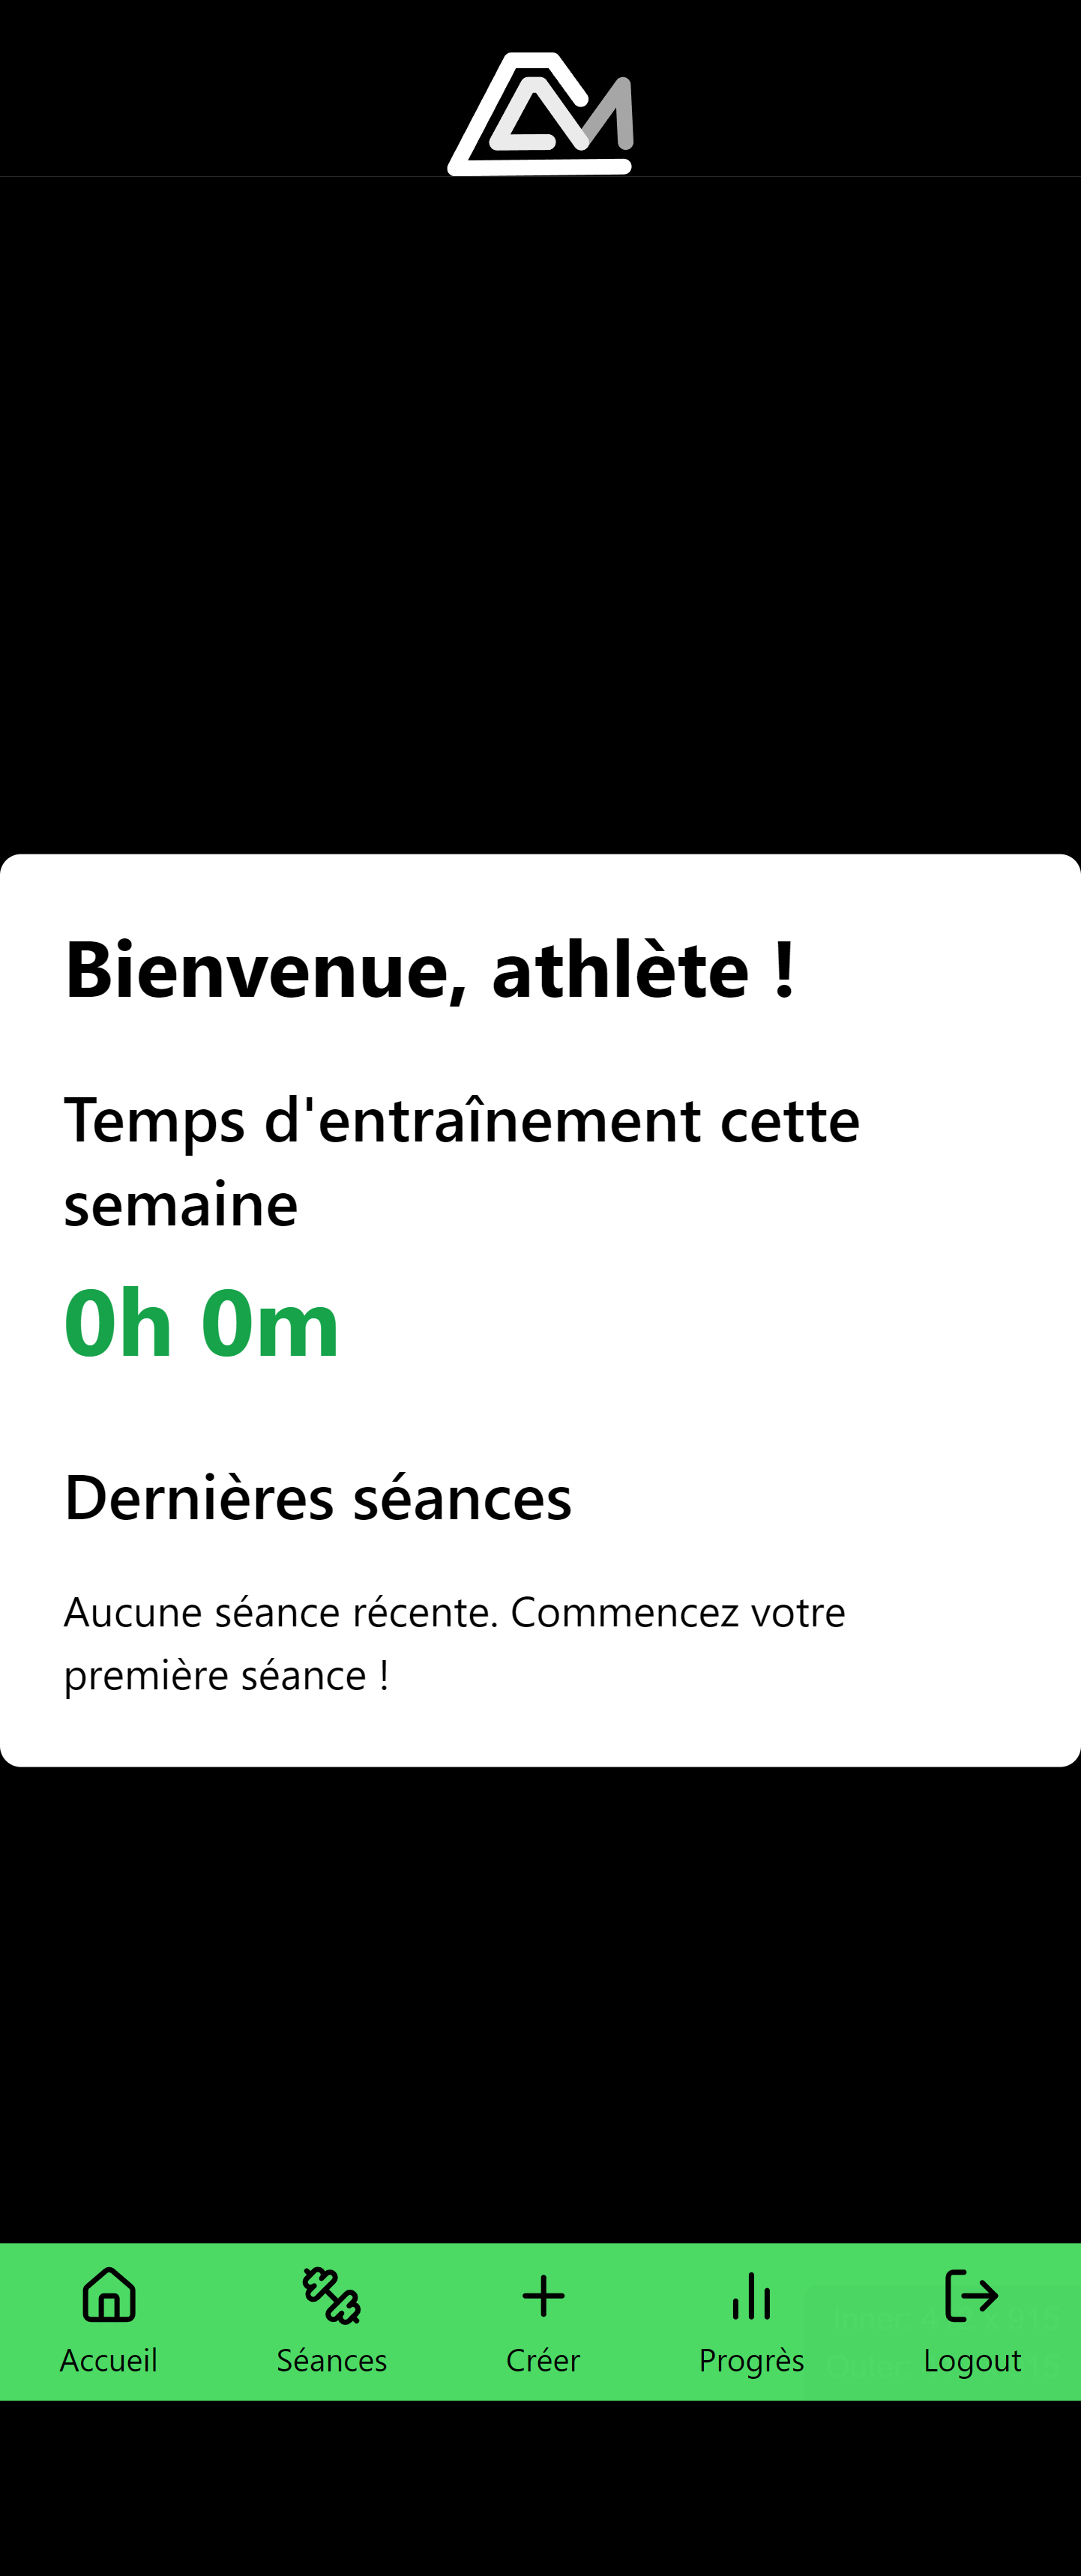 Bienvenue, athlète !
Temps d'entraînement cette
semaine
0h 0m
Dernières séances
Aucune séance récente. Commencez votre
première séance !
Accueil Séances Créer Progrès Logout